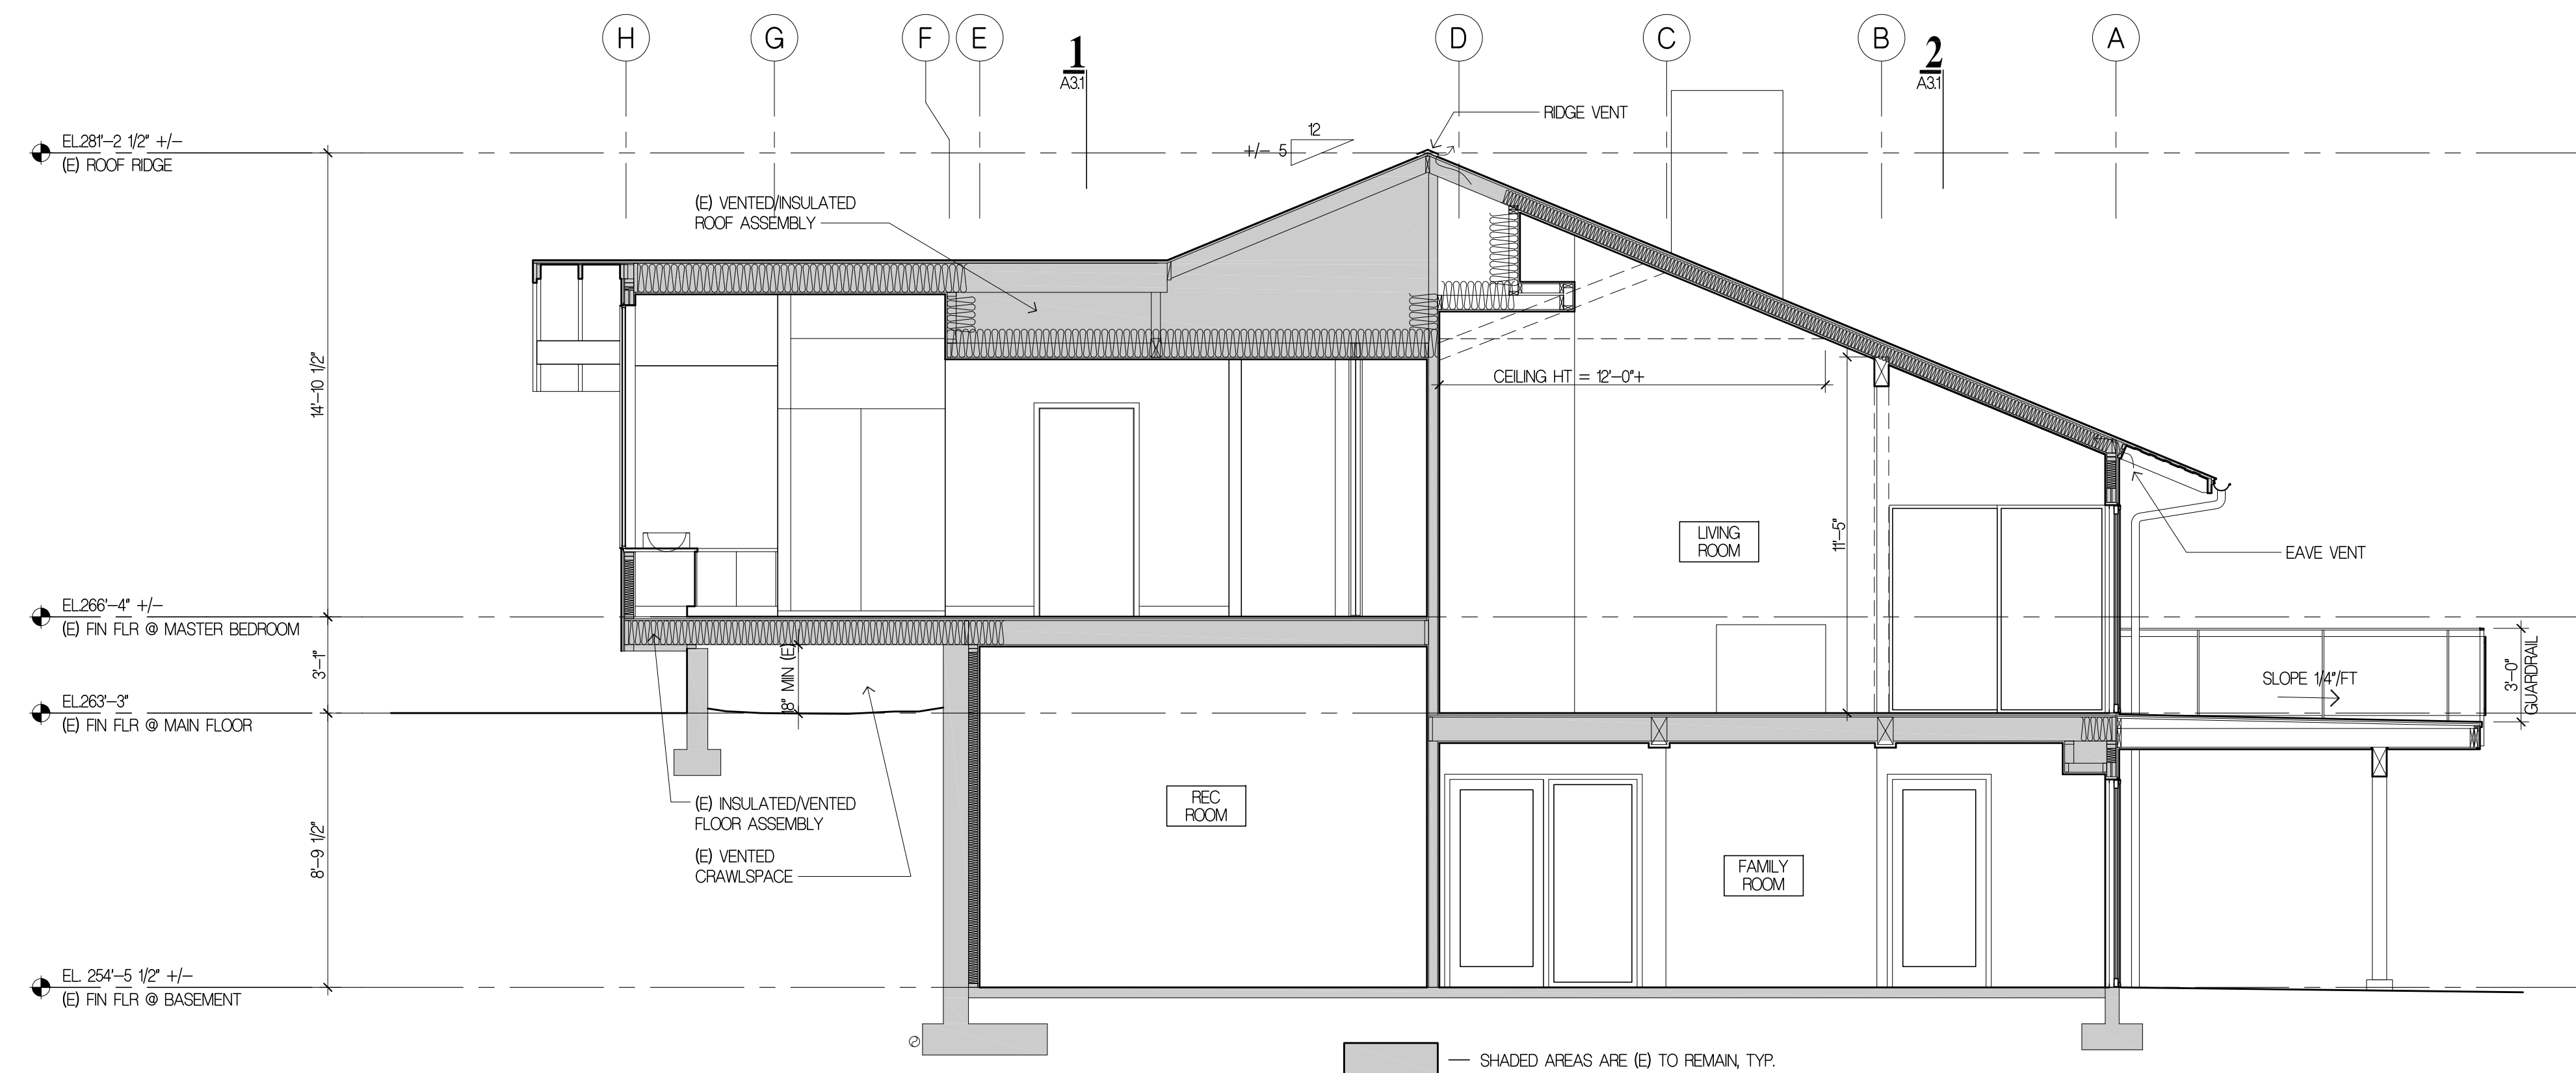 H
G
F
E
1
A3.1
D
C
B
2
A3.1
A
RIDGE VENT
12
+/- 5
EL.281'-2 1/2" +/-
(E) ROOF RIDGE
(E) VENTED/INSULATED
ROOF ASSEMBLY
14'-10 1/2"
CEILING HT = 12'-0"+
11'-5"
LIVING
ROOM
EAVE VENT
EL.266'-4" +/-
(E) FIN FLR @ MASTER BEDROOM
3'-1"
18" MIN (E)
SLOPE 1/4"/FT
3'-0"
GUARDRAIL
EL.263'-3"
(E) FIN FLR @ MAIN FLOOR
8'-9 1/2"
(E) INSULATED/VENTED
FLOOR ASSEMBLY
(E) VENTED
CRAWLSPACE
REC
ROOM
FAMILY
ROOM
EL. 254'-5 1/2" +/-
(E) FIN FLR @ BASEMENT
— SHADED AREAS ARE (E) TO REMAIN, TYP.